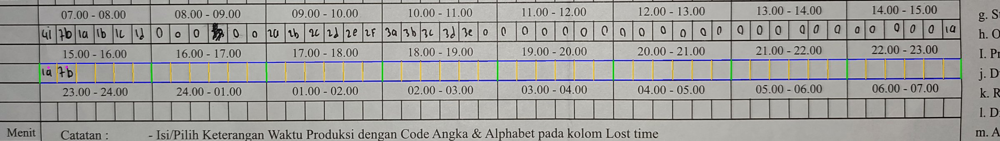 07.00 - 08.00 08.00 - 09.00 09.00 - 10.00 10.00 - 11.00 11.00 - 12.00 12.00 - 13.00 13.00 - 14.00 14.00 - 15.00 g. St
4i 7b 1a 1b 1c 1d 0 0 0 0 0 2a 2b 2c 2d 2e 2f 3a 3b 3c 3d 3e 0 0 0 0 0 0 0 0 0 0 0 0 0 0 0 0 0 0 0 0 0 0 0 0 1a h. O
15.00 - 16.00 16.00 - 17.00 17.00 - 18.00 18.00 - 19.00 19.00 - 20.00 20.00 - 21.00 21.00 - 22.00 22.00 - 23.00 I. Pr
1a 7b j. D
23.00 - 24.00 24.00 - 01.00 01.00 - 02.00 02.00 - 03.00 03.00 - 04.00 04.00 - 05.00 05.00 - 06.00 06.00 - 07.00 k. R
l. D
Menit Catatan : - Isi/Pilih Keterangan Waktu Produksi dengan Code Angka & Alphabet pada kolom Lost time m. A